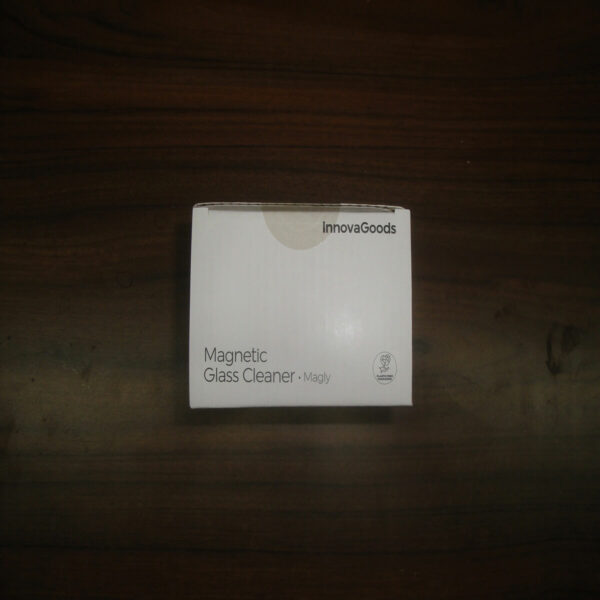 InnovaGoods
Magnetic
Glass Cleaner · Magly